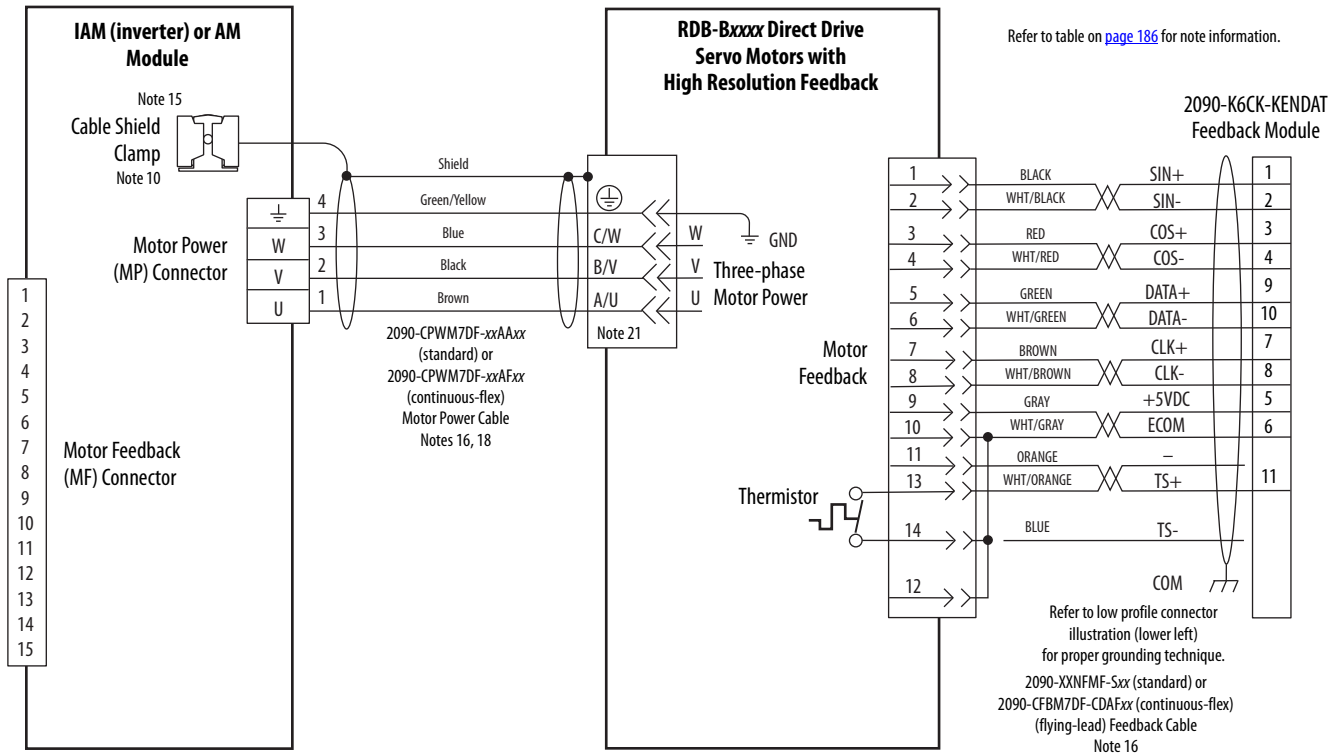 IAM (inverter) or AM
Module
Note 15
Cable Shield
Clamp
Note 10
Motor Power
(MP) Connector
W
V
U
4
3
2
1
Shield
Green/Yellow
Blue
Black
Brown
2090-CPWM7DF-xxAAxx
(standard) or
2090-CPWM7DF-xxAFxx
(continuous-flex)
Motor Power Cable
Notes 16, 18
1
2
3
4
5
6
7
8
9
10
11
12
13
14
15
Motor Feedback
(MF) Connector
RDB-Bxxxx Direct Drive
Servo Motors with
High Resolution Feedback
C/W
B/V
A/U
Note 21
GND
W
V
U
Three-phase
Motor Power
Motor
Feedback
Thermistor
Refer to table on page 186 for note information.
2090-K6CK-KENDAT
Feedback Module
1 BLACK SIN+ 1
2 WHT/BLACK SIN- 2
3 RED COS+ 3
4 WHT/RED COS- 4
5 GREEN DATA+ 9
6 WHT/GREEN DATA- 10
7 BROWN CLK+ 7
8 WHT/BROWN CLK- 8
9 GRAY +5VDC 5
10 WHT/GRAY ECOM 6
11 ORANGE –
13 WHT/ORANGE TS+ 11
14 BLUE TS-
12 COM
Refer to low profile connector
illustration (lower left)
for proper grounding technique.
2090-XXNFMF-Sxx (standard) or
2090-CFBM7DF-CDAFxx (continuous-flex)
(flying-lead) Feedback Cable
Note 16